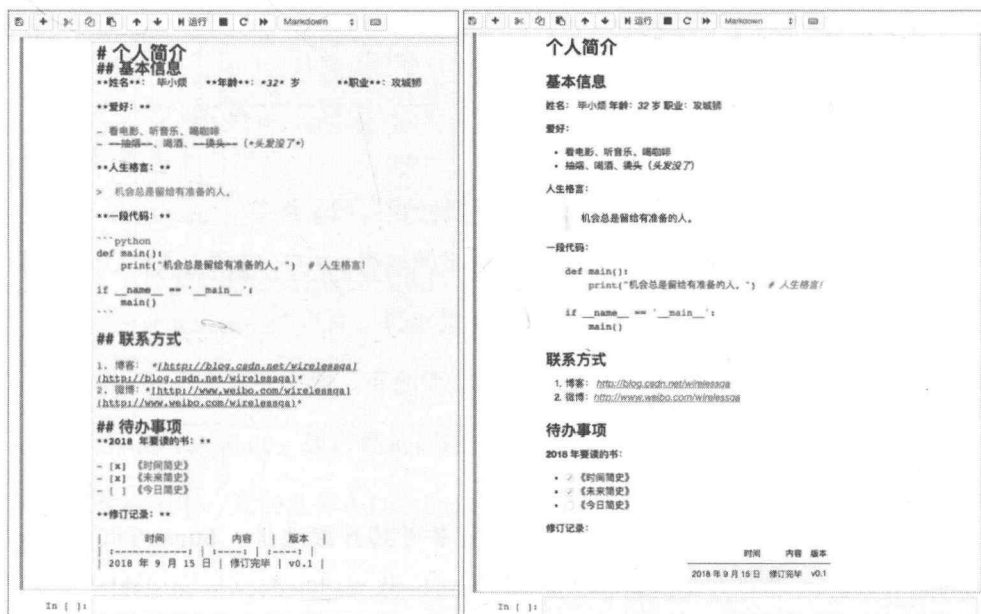 运行 Markdown
# 个人简介
## 基本信息
**姓名**： 毕小烦 **年龄**：*32* 岁 **职业**：攻城狮
**爱好：**
- 看电影、听音乐、喝咖啡
- ~~抽烟~~、喝酒、~~烫头~~（*头发没了*）
**人生格言：**
> 机会总是留给有准备的人。
**一段代码：**
```python
def main():
print("机会总是留给有准备的人。") # 人生格言!
if __name__ == '__main__':
main()
```
## 联系方式
1. 博客： *[http://blog.csdn.net/wirelessqa]
(http://blog.csdn.net/wirelessqa)*
2. 微博：*[http://www.weibo.com/wirelessqa]
(http://www.weibo.com/wirelessqa)*
## 待办事项
**2018 年要读的书：**
- [x] 《时间简史》
- [x] 《未来简史》
- [ ] 《今日简史》
**修订记录：**
| 时间 | 内容 | 版本 |
| :------------: | :----: | :----: |
| 2018 年 9 月 15 日 | 修订完毕 | v0.1 |
In [ ]:
运行 Markdown
个人简介
基本信息
姓名： 毕小烦 年龄：32 岁 职业：攻城狮
爱好：
• 看电影、听音乐、喝咖啡
• 抽烟、喝酒、烫头（头发没了）
人生格言：
机会总是留给有准备的人。
一段代码：
def main():
print("机会总是留给有准备的人。") # 人生格言!
if __name__ == '__main__':
main()
联系方式
1. 博客： http://blog.csdn.net/wirelessqa
2. 微博：http://www.weibo.com/wirelessqa
待办事项
2018 年要读的书：
• 《时间简史》
• 《未来简史》
• 《今日简史》
修订记录：
时间 内容 版本
2018 年 9 月 15 日 修订完毕 v0.1
In [ ]: